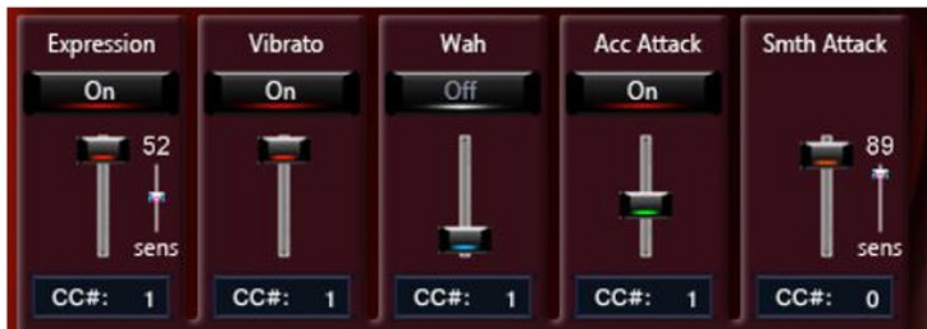 Expression Vibrato Wah Acc Attack Smth Attack
On On Off On
52 89
sens sens
CC#: 1 CC#: 1 CC#: 1 CC#: 1 CC#: 0